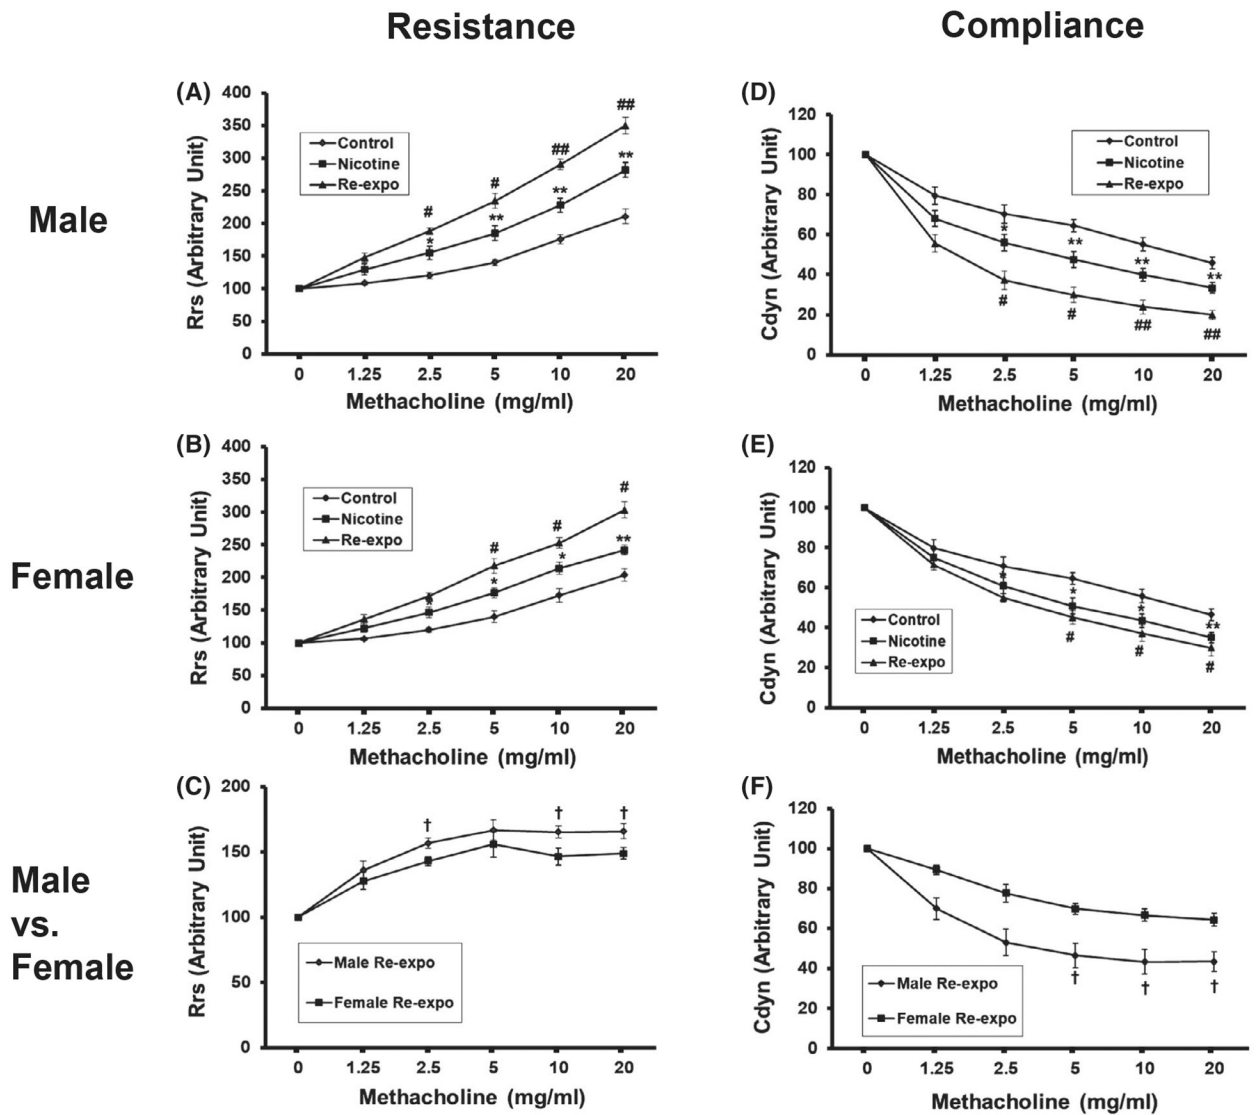 Resistance
Compliance
Male
(A)
400
350
300
250
200
150
100
50
0
Rrs (Arbitrary Unit)
Control
Nicotine
Re-expo
#
*
#
**
##
**
##
**
0 1.25 2.5 5 10 20
Methacholine (mg/ml)
(D)
120
100
80
60
40
20
0
Cdyn (Arbitrary Unit)
Control
Nicotine
Re-expo
*
**
**
**
#
#
##
##
0 1.25 2.5 5 10 20
Methacholine (mg/ml)
Female
(B)
400
350
300
250
200
150
100
50
0
Rrs (Arbitrary Unit)
Control
Nicotine
Re-expo
*
#
*
#
*
#
**
0 1.25 2.5 5 10 20
Methacholine (mg/ml)
(E)
120
100
80
60
40
20
0
Cdyn (Arbitrary Unit)
Control
Nicotine
Re-expo
*
*
*
**
#
#
#
0 1.25 2.5 5 10 20
Methacholine (mg/ml)
Male
vs.
Female
(C)
200
150
100
50
0
Rrs (Arbitrary Unit)
† † †
Male Re-expo
Female Re-expo
0 1.25 2.5 5 10 20
Methacholine (mg/ml)
(F)
120
100
80
60
40
20
0
Cdyn (Arbitrary Unit)
† † †
Male Re-expo
Female Re-expo
0 1.25 2.5 5 10 20
Methacholine (mg/ml)